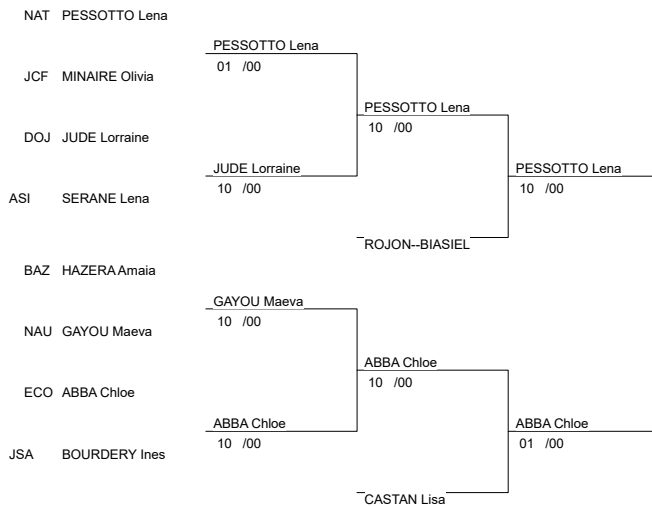 NAT PESSOTTO Lena
PESSOTTO Lena
01 /00
JCF MINAIRE Olivia
PESSOTTO Lena
10 /00
DOJ JUDE Lorraine
JUDE Lorraine
10 /00
PESSOTTO Lena
10 /00
ASI SERANE Lena
ROJON--BIASIEL
BAZ HAZERA Amaia
GAYOU Maeva
10 /00
NAU GAYOU Maeva
ABBA Chloe
10 /00
ECO ABBA Chloe
ABBA Chloe
10 /00
ABBA Chloe
01 /00
JSA BOURDERY Ines
CASTAN Lisa